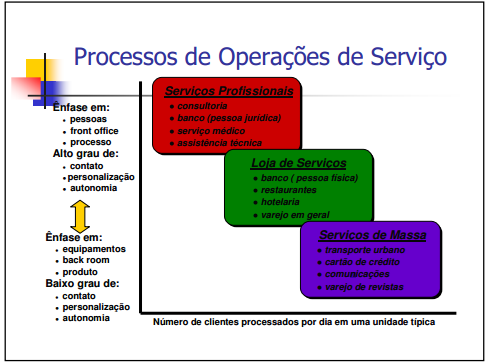 Processos de Operações de Serviço
Ênfase em:
• pessoas
• front office
• processo
Alto grau de:
• contato
• personalização
• autonomia
Ênfase em:
• equipamentos
• back room
• produto
Baixo grau de:
• contato
• personalização
• autonomia
Serviços Profissionais
• consultoria
• banco (pessoa jurídica)
• serviço médico
• assistência técnica
Loja de Serviços
• banco ( pessoa física)
• restaurantes
• hotelaria
• varejo em geral
Serviços de Massa
• transporte urbano
• cartão de crédito
• comunicações
• varejo de revistas
Número de clientes processados por dia em uma unidade típica